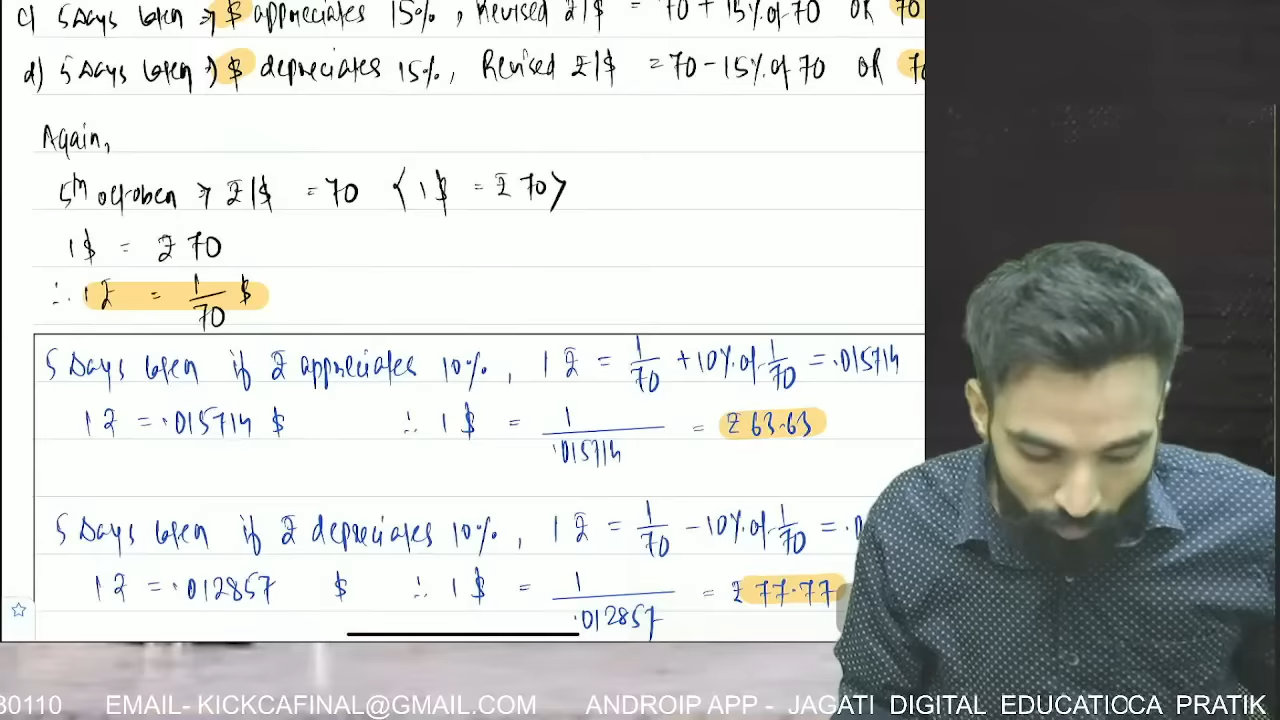 c) 5 Days later ⇒ $ appreciates 15%, Revised ₹/$ = 70 + 15% of 70 OR 70
d) 5 Days later ⇒ $ depreciates 15%, Revised ₹/$ = 70 - 15% of 70 OR 70
Again,
5th october ⇒ ₹/$ = 70 {1$ = ₹70}
1$ = ₹70
∴ 1₹ = 1/70 $
5 Days later if ₹ appreciates 10%, 1₹ = 1/70 + 10% of 1/70 = .015714
1₹ = .015714 $ ∴ 1$ = 1/.015714 = ₹63.63
5 Days later if ₹ depreciates 10%, 1₹ = 1/70 - 10% of 1/70 = .0
1₹ = .012857 $ ∴ 1$ = 1/.012857 = ₹77.77
30110 EMAIL- KICKCAFINAL@GMAIL.COM ANDROIP APP - JAGATI DIGITAL EDUCATICCA PRATIK